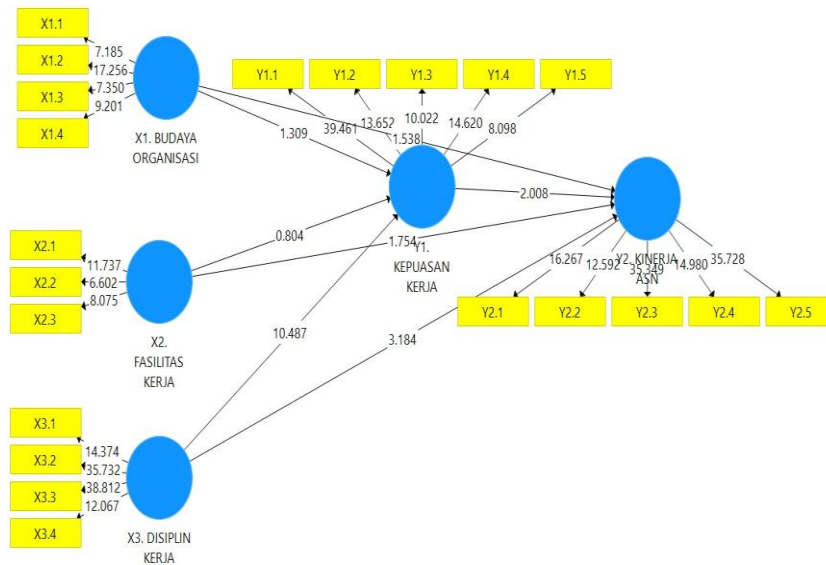 X1.1
X1.2
X1.3
X1.4
7.185
17.256
7.350
9.201
X1. BUDAYA
ORGANISASI
Y1.1
Y1.2
Y1.3
Y1.4
Y1.5
39.461
13.652
10.022
14.620
8.098
1.309
1.538
2.008
0.804
1.754
Y1.
KEPUASAN
KERJA
X2.1
X2.2
X2.3
11.737
6.602
8.075
X2.
FASILITAS
KERJA
Y2. KINERJA
ASN
16.267
12.592
35.349
14.980
35.728
Y2.1
Y2.2
Y2.3
Y2.4
Y2.5
10.487
3.184
X3.1
X3.2
X3.3
X3.4
14.374
35.732
38.812
12.067
X3. DISIPLIN
KERJA